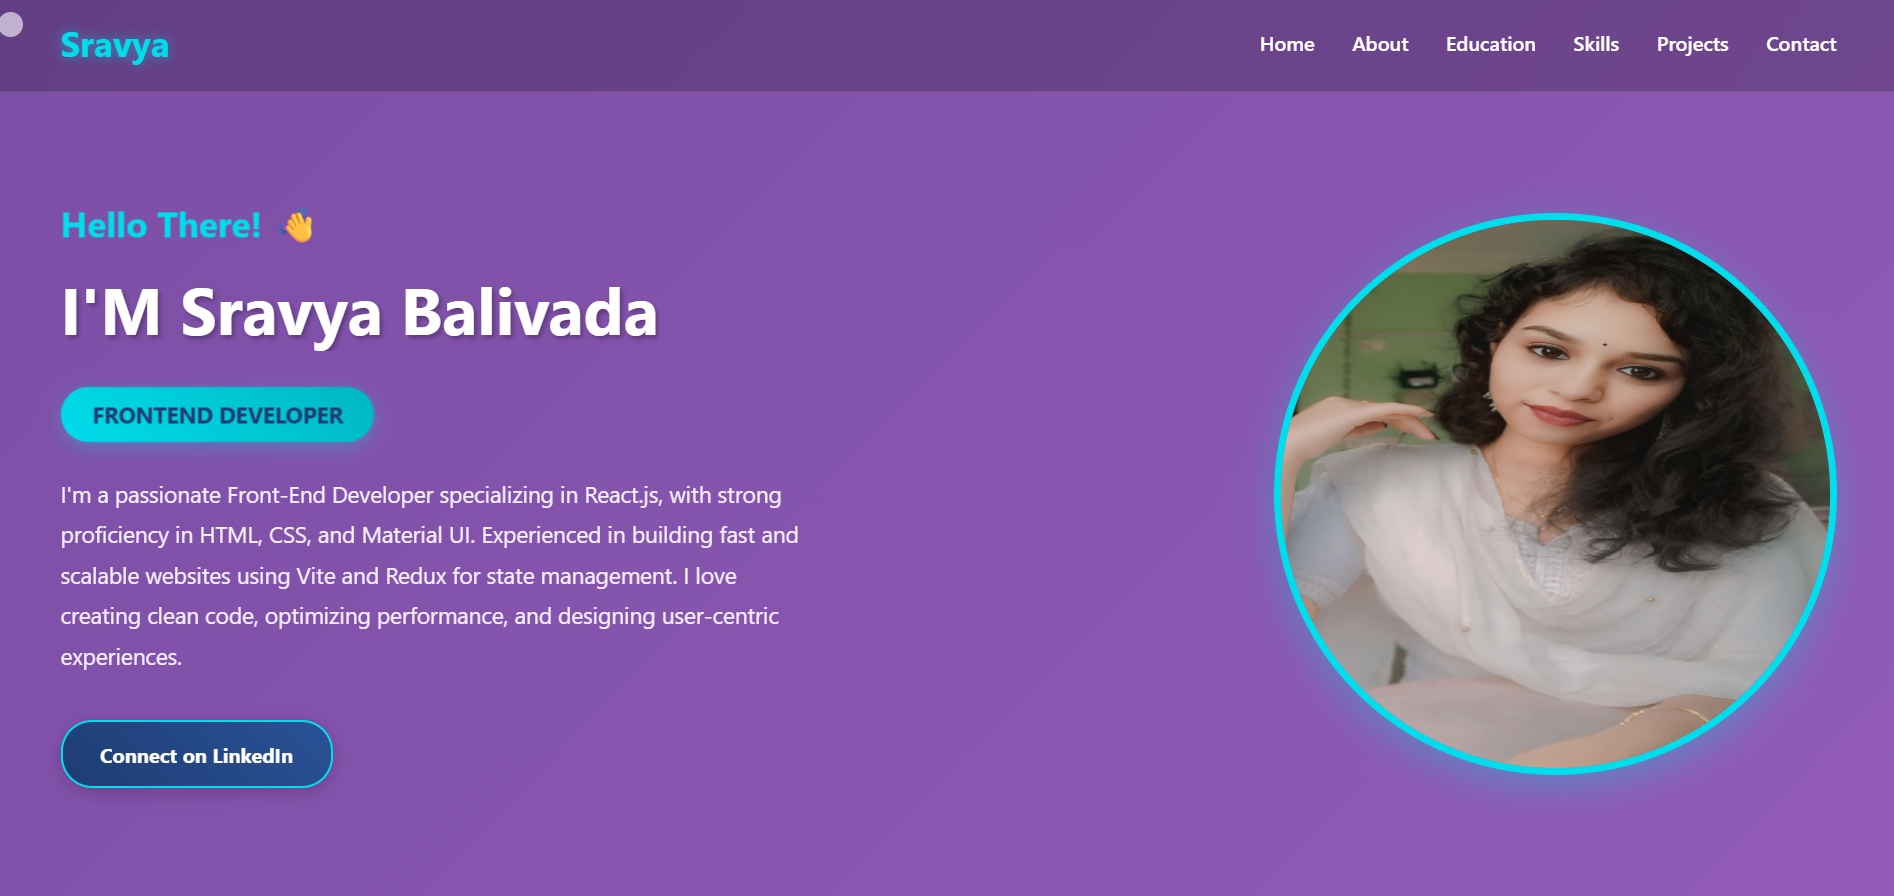 Sravya
Home About Education Skills Projects Contact
Hello There! 👋
I'M Sravya Balivada
FRONTEND DEVELOPER
I'm a passionate Front-End Developer specializing in React.js, with strong
proficiency in HTML, CSS, and Material UI. Experienced in building fast and
scalable websites using Vite and Redux for state management. I love
creating clean code, optimizing performance, and designing user-centric
experiences.
Connect on LinkedIn